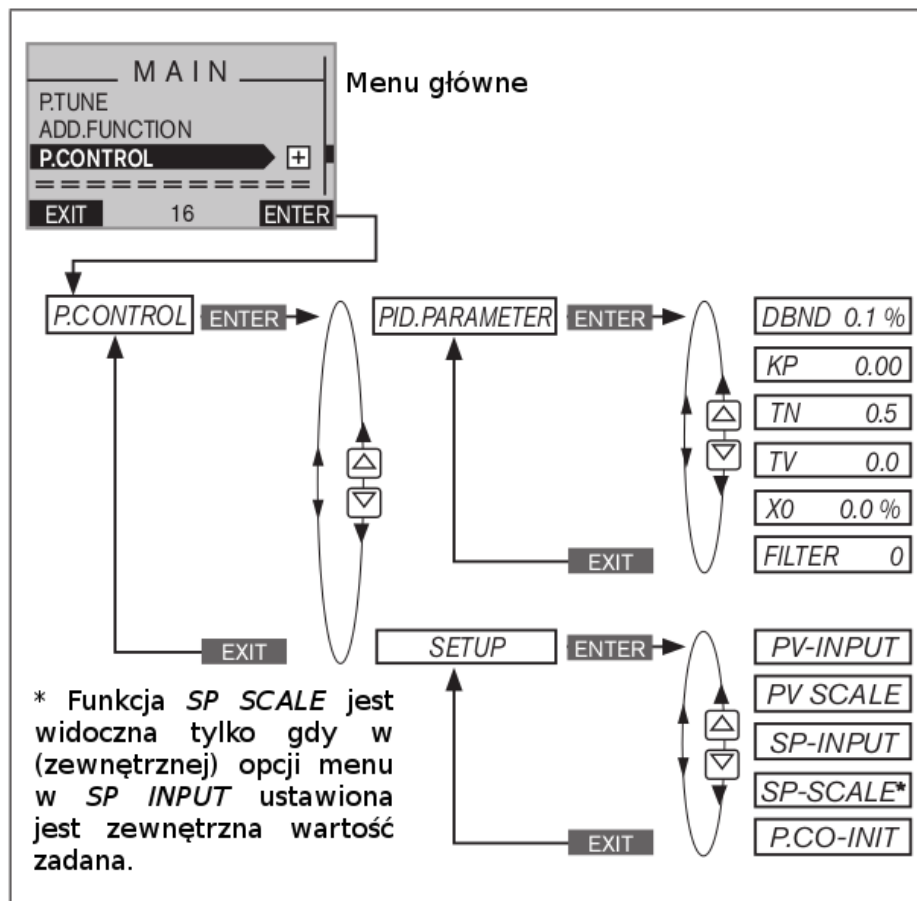 MAIN
Menu główne
P.TUNE
ADD.FUNCTION
P.CONTROL
EXIT 16 ENTER
P.CONTROL ENTER
PID.PARAMETER ENTER
DBND 0.1 %
KP 0.00
TN 0.5
TV 0.0
X0 0.0 %
FILTER 0
EXIT
EXIT
SETUP ENTER
PV-INPUT
PV SCALE
SP-INPUT
SP-SCALE*
P.CO-INIT
EXIT
* Funkcja SP SCALE jest
widoczna tylko gdy w
(zewnętrznej) opcji menu
w SP INPUT ustawiona
jest zewnętrzna wartość
zadana.